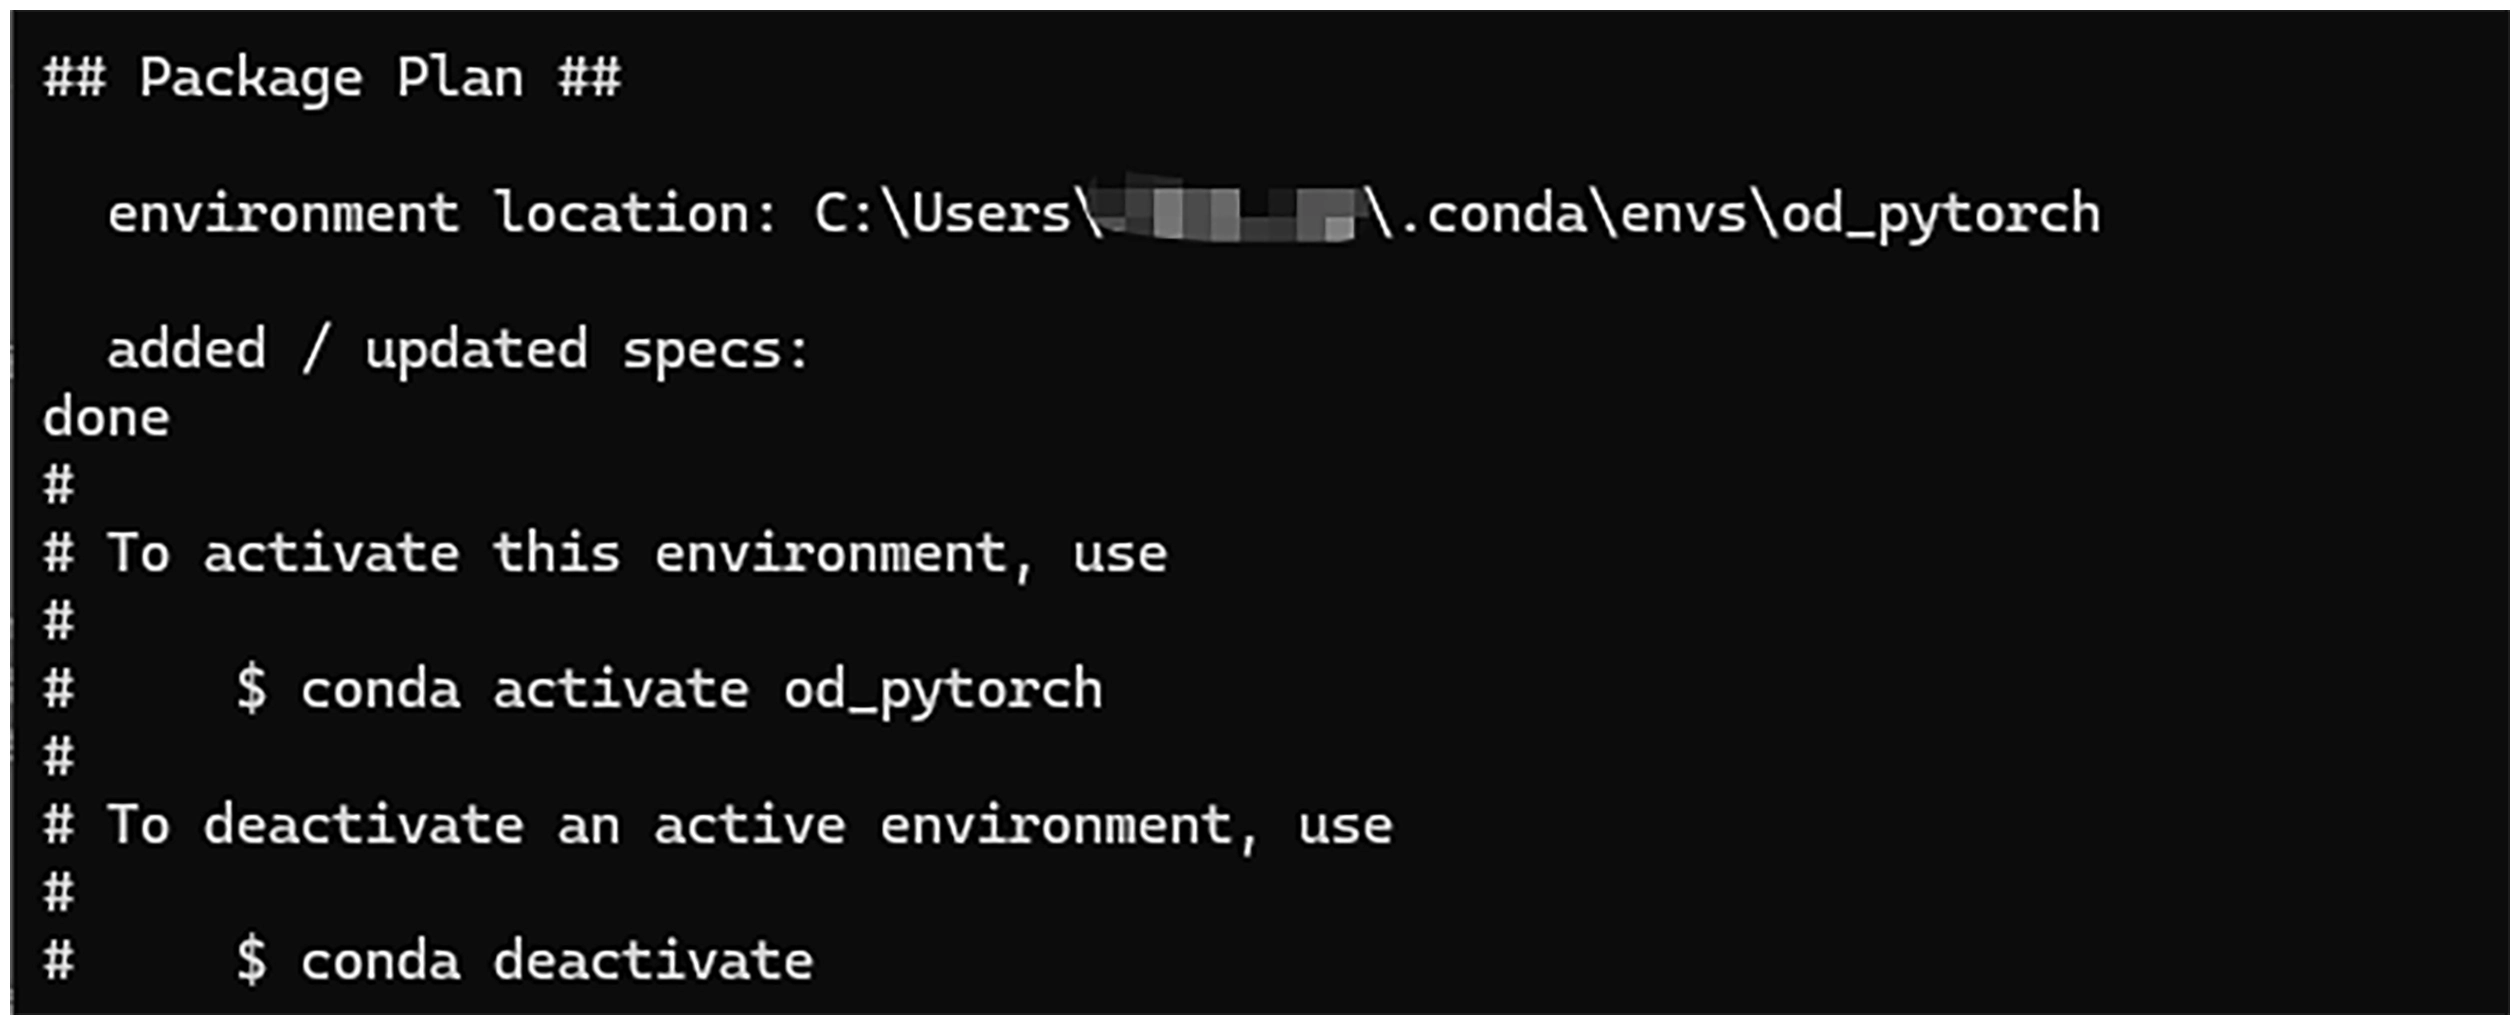 ## Package Plan ##
environment location: C:\Users\ \.conda\envs\od_pytorch
added / updated specs:
done
#
# To activate this environment, use
#
#     $ conda activate od_pytorch
#
# To deactivate an active environment, use
#
#     $ conda deactivate